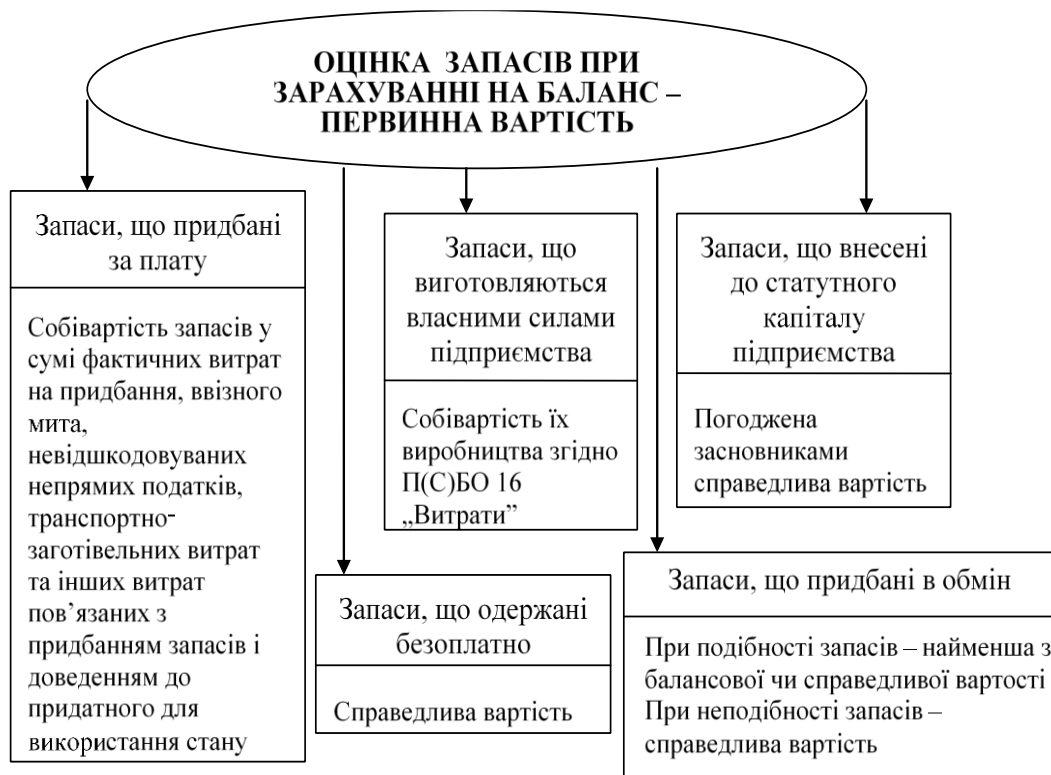 ОЦІНКА ЗАПАСІВ ПРИ
ЗАРАХУВАННІ НА БАЛАНС –
ПЕРВИННА ВАРТІСТЬ
Запаси, що придбані
за плату
Собівартість запасів у
сумі фактичних витрат
на придбання, ввізного
мита,
невідшкодовуваних
непрямих податків,
транспортно-
заготівельних витрат
та інших витрат
пов’язаних з
придбанням запасів і
доведенням до
придатного для
використання стану
Запаси, що
виготовляються
власними силами
підприємства
Собівартість їх
виробництва згідно
П(С)БО 16
„Витрати”
Запаси, що внесені
до статутного
капіталу
підприємства
Погоджена
засновниками
справедлива вартість
Запаси, що одержані
безоплатно
Справедлива вартість
Запаси, що придбані в обмін
При подібності запасів – найменша з
балансової чи справедливої вартості
При неподібності запасів –
справедлива вартість